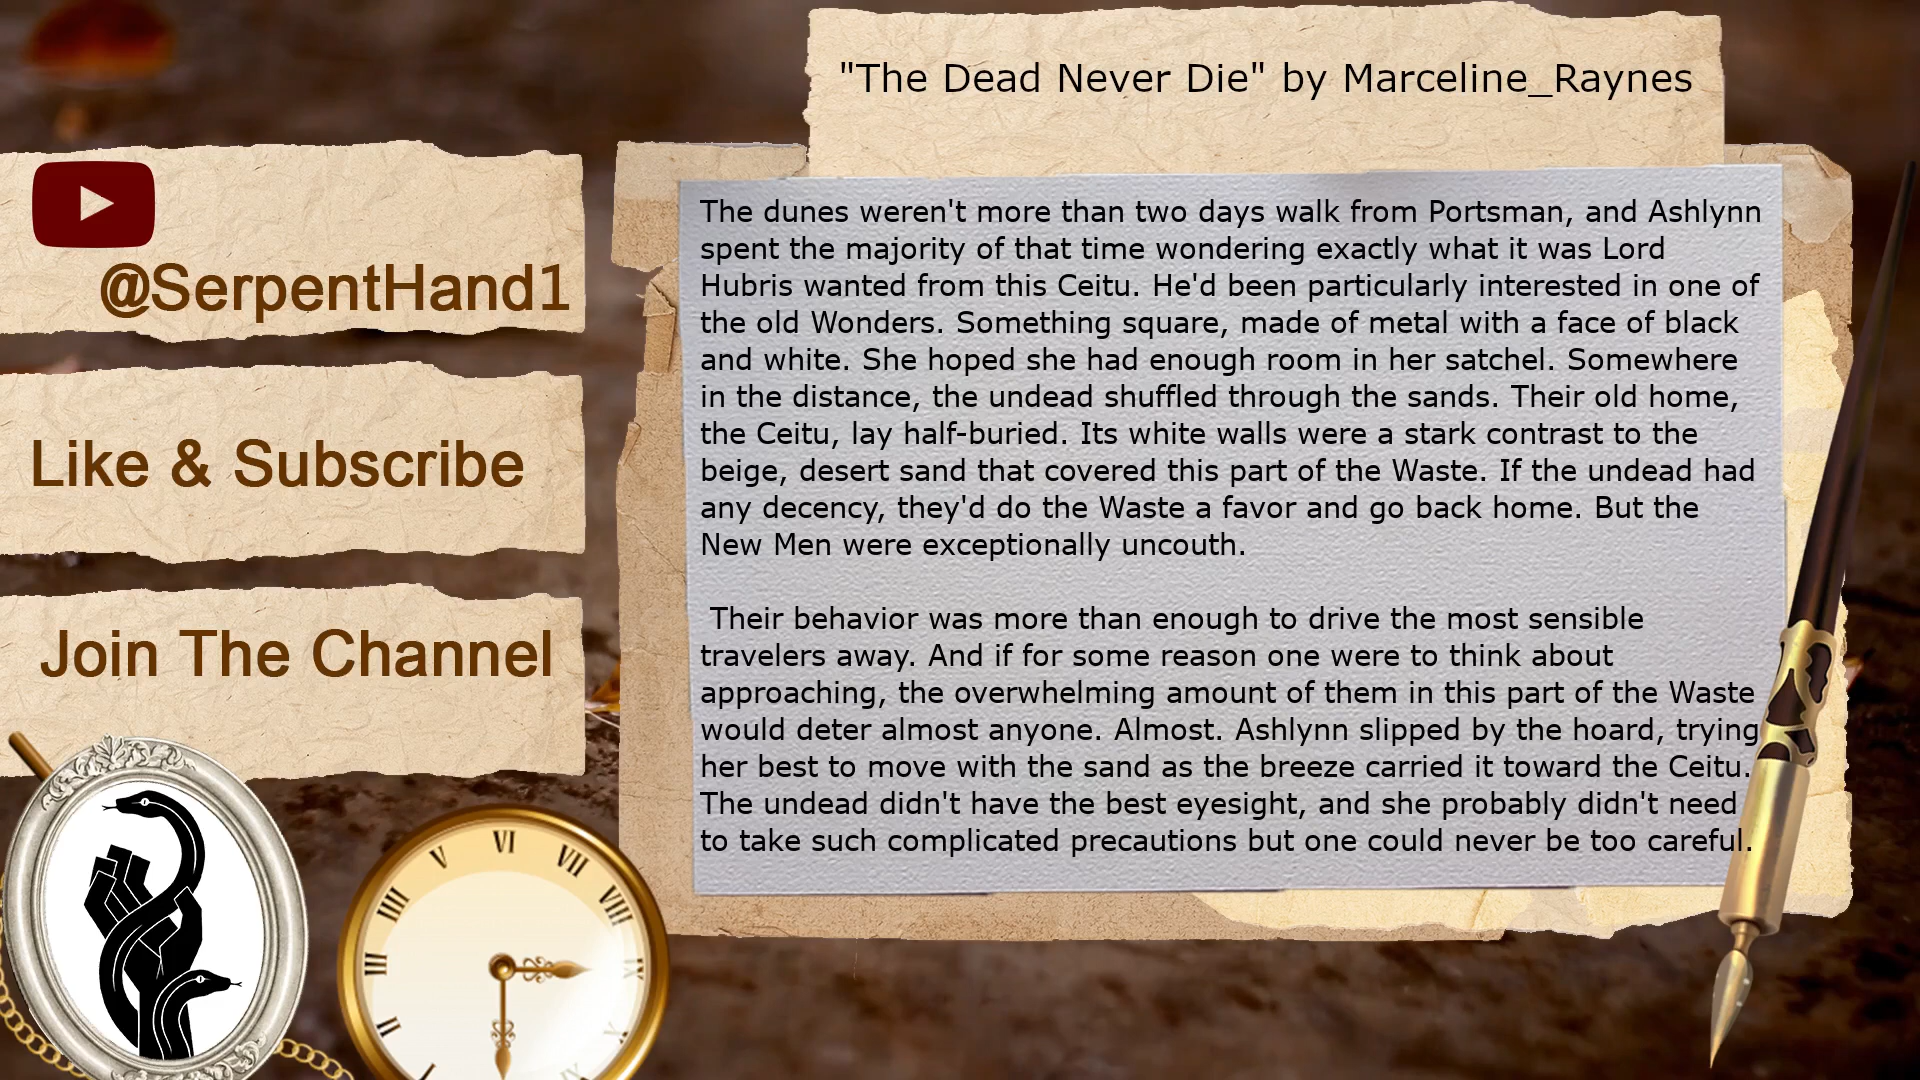 "The Dead Never Die" by Marceline_Raynes
@SerpentHand1
Like & Subscribe
Join The Channel
The dunes weren't more than two days walk from Portsman, and Ashlynn
spent the majority of that time wondering exactly what it was Lord
Hubris wanted from this Ceitu. He'd been particularly interested in one of
the old Wonders. Something square, made of metal with a face of black
and white. She hoped she had enough room in her satchel. Somewhere
in the distance, the undead shuffled through the sands. Their old home,
the Ceitu, lay half-buried. Its white walls were a stark contrast to the
beige, desert sand that covered this part of the Waste. If the undead had
any decency, they'd do the Waste a favor and go back home. But the
New Men were exceptionally uncouth.
Their behavior was more than enough to drive the most sensible
travelers away. And if for some reason one were to think about
approaching, the overwhelming amount of them in this part of the Waste
would deter almost anyone. Almost. Ashlynn slipped by the hoard, trying
her best to move with the sand as the breeze carried it toward the Ceitu.
The undead didn't have the best eyesight, and she probably didn't need
to take such complicated precautions but one could never be too careful.
II
III
IIII
V
VI
VII
VIII
IX
X